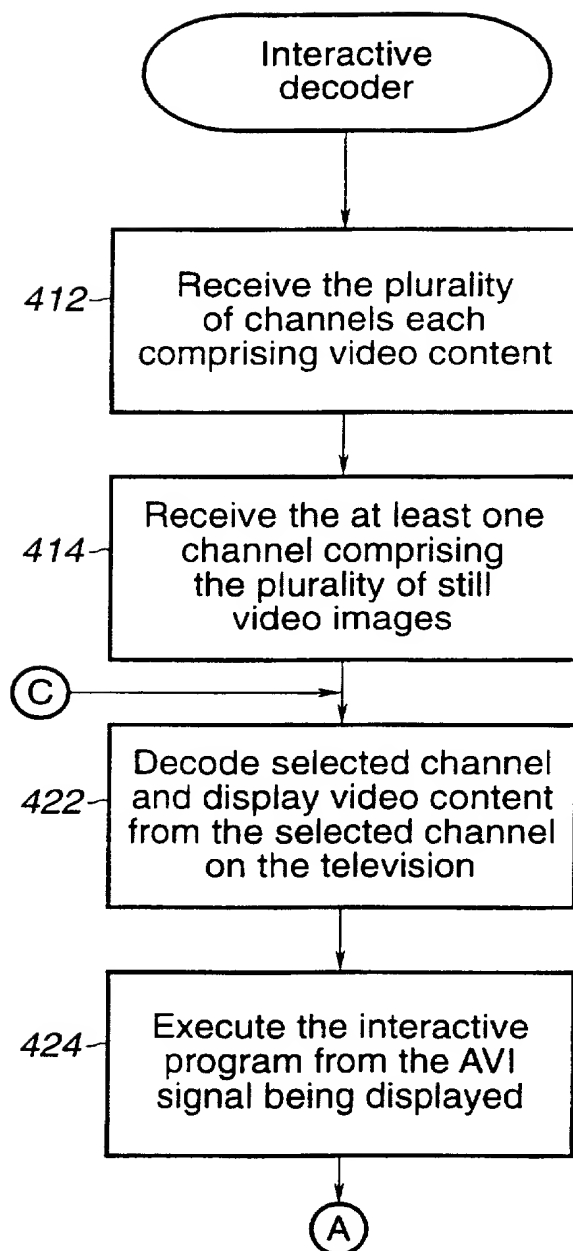 Interactive
decoder
412
Receive the plurality
of channels each
comprising video content
414
Receive the at least one
channel comprising
the plurality of still
video images
C
422
Decode selected channel
and display video content
from the selected channel
on the television
424
Execute the interactive
program from the AVI
signal being displayed
A